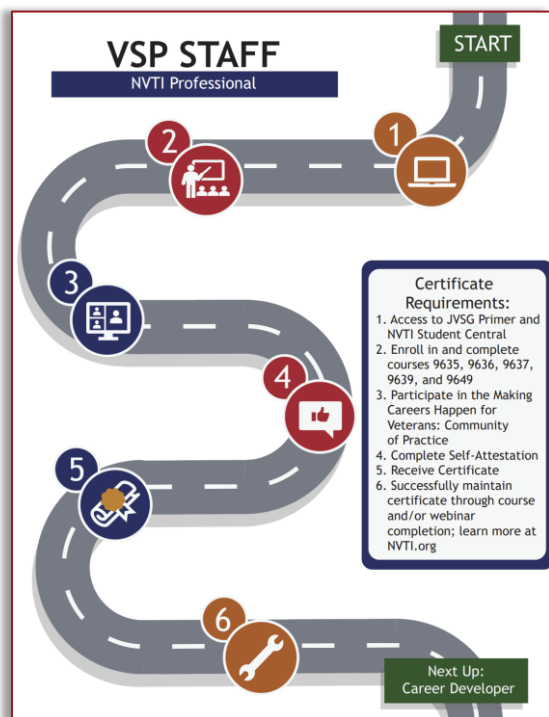 VSP STAFF
NVTI Professional
START
1
2
3
4
5
6
Certificate
Requirements:
1. Access to JVSG Primer and
NVTI Student Central
2. Enroll in and complete
courses 9635, 9636, 9637,
9639, and 9649
3. Participate in the Making
Careers Happen for
Veterans: Community
of Practice
4. Complete Self-Attestation
5. Receive Certificate
6. Successfully maintain
certificate through course
and/or webinar
completion; learn more at
NVTI.org
Next Up:
Career Developer